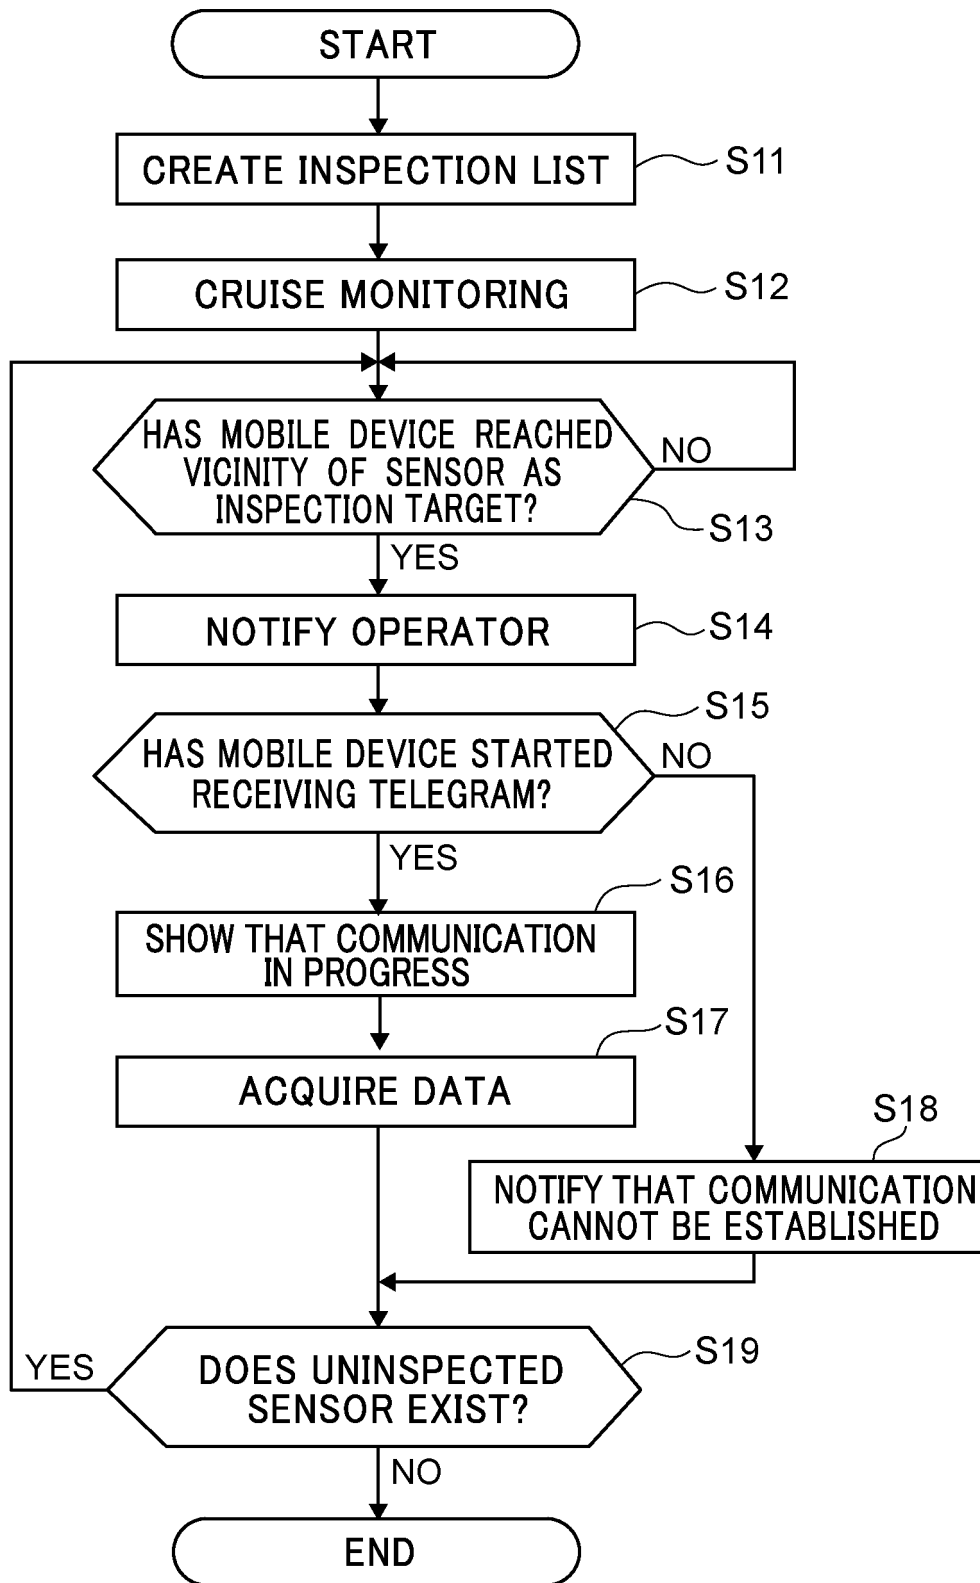 START
CREATE INSPECTION LIST
S11
CRUISE MONITORING
S12
HAS MOBILE DEVICE REACHED
VICINITY OF SENSOR AS
INSPECTION TARGET?
NO
S13
YES
NOTIFY OPERATOR
S14
S15
HAS MOBILE DEVICE STARTED
RECEIVING TELEGRAM?
NO
YES
S16
SHOW THAT COMMUNICATION
IN PROGRESS
S17
ACQUIRE DATA
S18
NOTIFY THAT COMMUNICATION
CANNOT BE ESTABLISHED
S19
YES
DOES UNINSPECTED
SENSOR EXIST?
NO
END